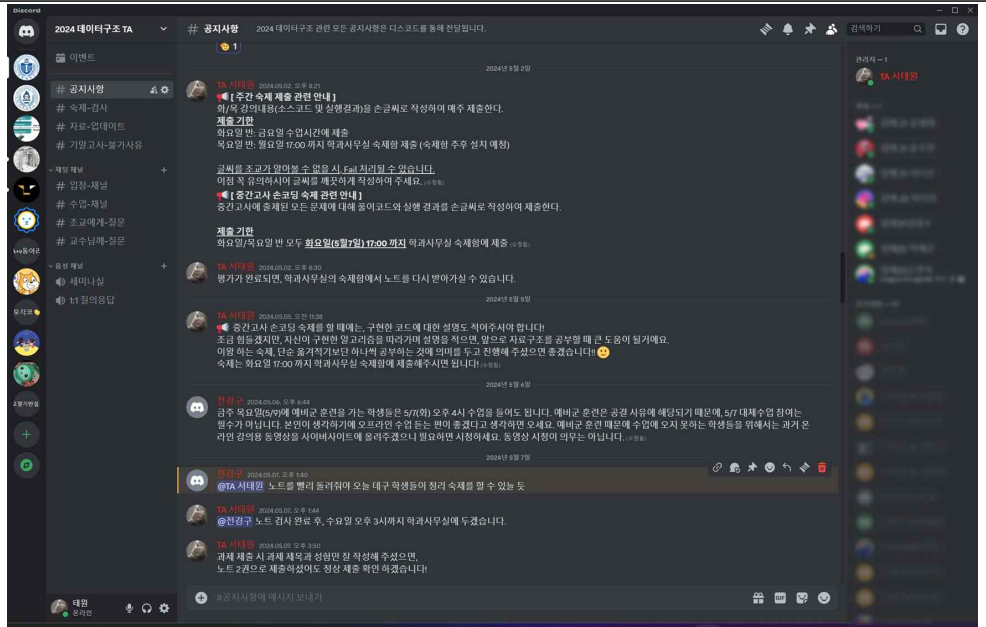 Discord
2024 데이터구조 TA
# 공지사항
2024 데이터구조 관련 모든 공지사항은 디스코드를 통해 전달됩니다.
검색하기
이벤트
# 공지사항
# 숙제-검사
# 자료-업데이트
# 기말고사-불가사유
채팅 채널
# 입장-채널
# 수업-채널
# 조교에게-질문
# 교수님께-질문
음성 채널
세미나실
1:1 질의응답
태원
온라인
1
2024년 5월 2일
TA 서태원 2024.05.02. 오후 8:21
[ 주간 숙제 제출 관련 안내 ]
화/목 강의내용(소스코드 및 실행결과)을 손글씨로 작성하여 매주 제출한다.
제출 기한
화요일 반: 금요일 수업시간에 제출
목요일 반: 월요일 17:00 까지 학과사무실 숙제함 제출 (숙제함 추후 설치 예정)
글씨를 조교가 알아볼 수 없을 시, Fail 처리될 수 있습니다.
이점 꼭 유의하시어 글씨를 깨끗하게 작성하여 주세요. (수정됨)
[ 중간고사 손코딩 숙제 관련 안내 ]
중간고사에 출제된 모든 문제에 대해 풀이코드와 실행 결과를 손글씨로 작성하여 제출한다.
제출 기한
화요일/목요일 반 모두 화요일(5월7일) 17:00 까지 학과사무실 숙제함에 제출 (수정됨)
TA 서태원 2024.05.02. 오후 8:30
평가가 완료되면, 학과사무실의 숙제함에서 노트를 다시 받아가실 수 있습니다.
2024년 5월 5일
TA 서태원 2024.05.05. 오전 11:38
중간고사 손코딩 숙제를 할 때에는, 구현한 코드에 대한 설명도 적어주셔야 합니다!
조금 힘들겠지만, 자신이 구현한 알고리즘을 따라가며 설명을 적으면, 앞으로 자료구조를 공부할 때 큰 도움이 될거에요.
이왕 하는 숙제, 단순 옮겨적기보단 하나씩 공부하는 것에 의미를 두고 진행해 주셨으면 좋겠습니다!!
숙제는 화요일 17:00 까지 학과사무실 숙제함에 제출해주시면 됩니다! (수정됨)
2024년 5월 6일
전경구 2024.05.06. 오후 6:44
금주 목요일(5/9)에 예비군 훈련을 가는 학생들은 5/7(화) 오후 4시 수업을 들어도 됩니다. 예비군 훈련은 공결 사유에 해당되기 때문에, 5/7 대체수업 참여는
필수가 아닙니다. 본인이 생각하기에 오프라인 수업 듣는 편이 좋겠다고 생각하면 오세요. 예비군 훈련 때문에 수업에 오지 못하는 학생들을 위해서는 과거 온
라인 강의용 동영상을 사이버사이트에 올려주겠으니 필요하면 시청하세요. 동영상 시청이 의무는 아닙니다. (수정됨)
2024년 5월 7일
전경구 2024.05.07. 오후 1:40
@TA 서태원 노트를 빨리 돌려줘야 오늘 대구 학생들이 정리 숙제를 할 수 있늘 듯
TA 서태원 2024.05.07. 오후 1:44
@전경구 노트 검사 완료 후, 수요일 오후 3시까지 학과사무실에 두겠습니다.
TA 서태원 2024.05.07. 오후 3:50
과제 제출 시 과제 제목과 성함만 잘 작성해 주셨으면,
노트 2권으로 제출하셨어도 정상 제출 확인 하겠습니다!
#공지사항에 메시지 보내기
GIF
관리자 – 1
TA 서태원